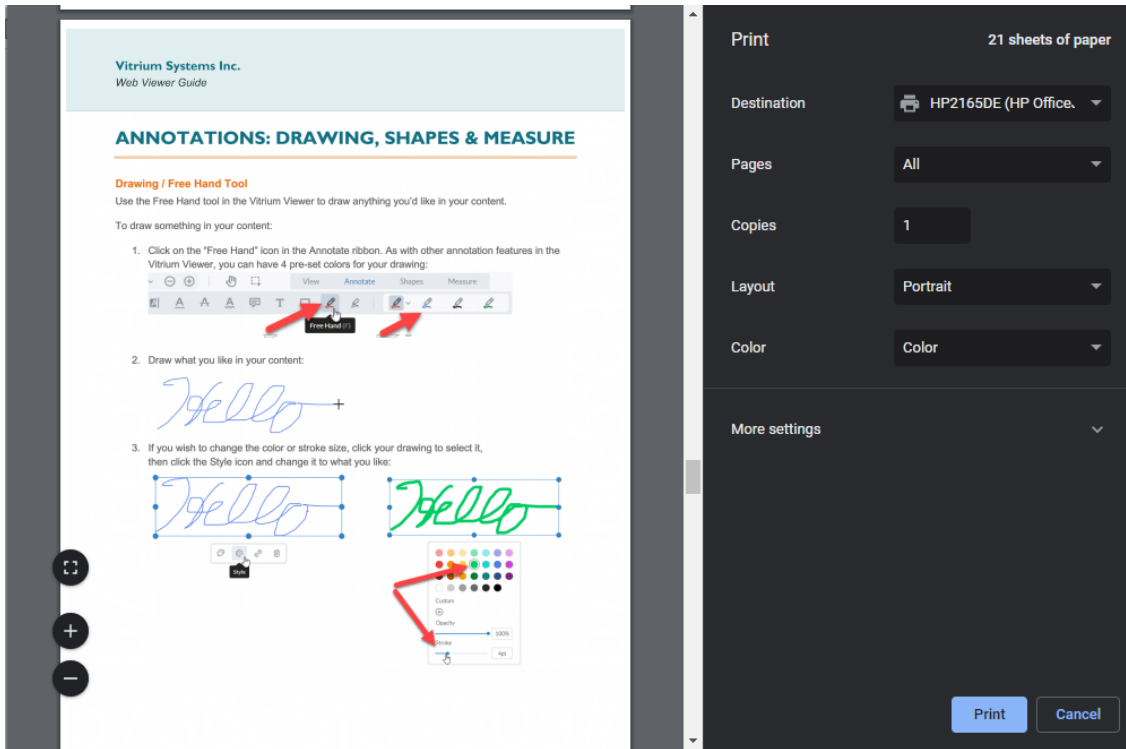 Vitrium Systems Inc.
Web Viewer Guide
ANNOTATIONS: DRAWING, SHAPES & MEASURE
Drawing / Free Hand Tool
Use the Free Hand tool in the Vitrium Viewer to draw anything you'd like in your content.
To draw something in your content:
1. Click on the "Free Hand" icon in the Annotate ribbon. As with other annotation features in the
Vitrium Viewer, you can have 4 pre-set colors for your drawing:
View Annotate Shapes Measure
A A A T
Free Hand (F)
2. Draw what you like in your content:
Hello
3. If you wish to change the color or stroke size, click your drawing to select it,
then click the Style icon and change it to what you like:
Hello Hello
Style
Custom
Opacity
100%
Stroke
4pt
Print 21 sheets of paper
Destination HP2165DE (HP Office
Pages All
Copies 1
Layout Portrait
Color Color
More settings
Print Cancel